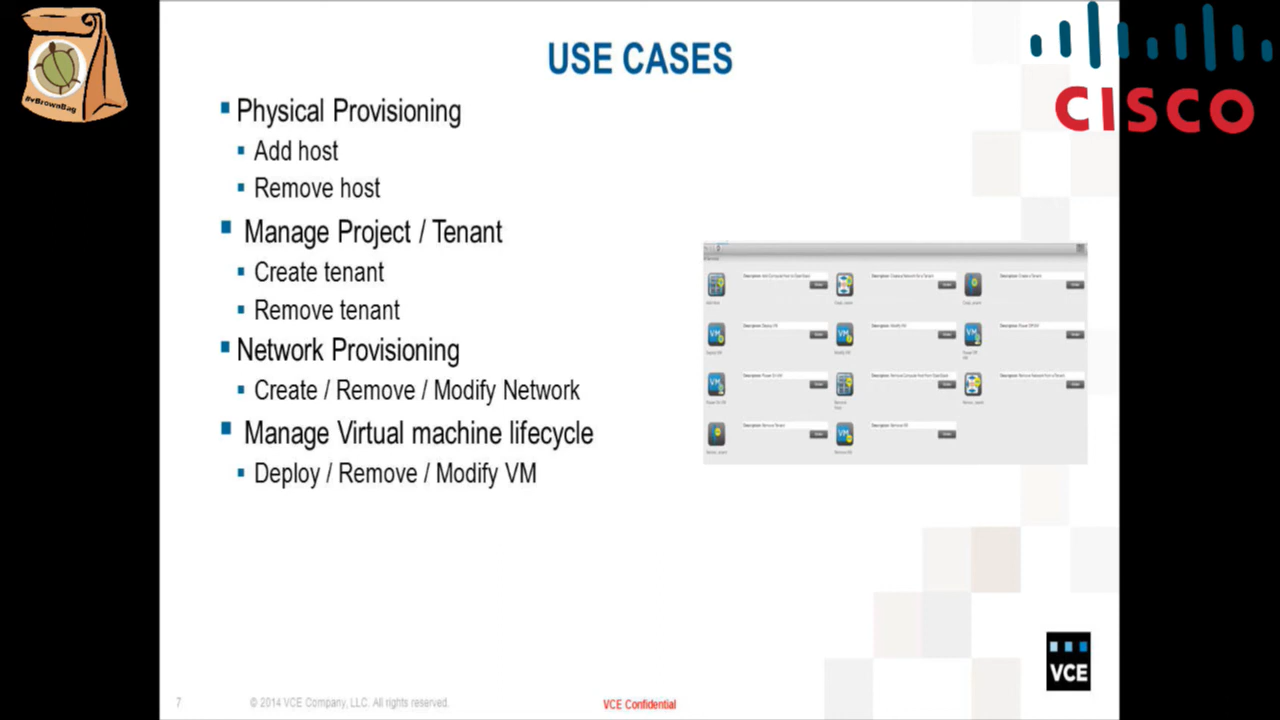 #vBrownBag
CISCO
USE CASES
Physical Provisioning
Add host
Remove host
Manage Project / Tenant
Create tenant
Remove tenant
Network Provisioning
Create / Remove / Modify Network
Manage Virtual machine lifecycle
Deploy / Remove / Modify VM
VM
VM
VM
VM
VM
VCE
7
© 2014 VCE Company, LLC. All rights reserved.
VCE Confidential